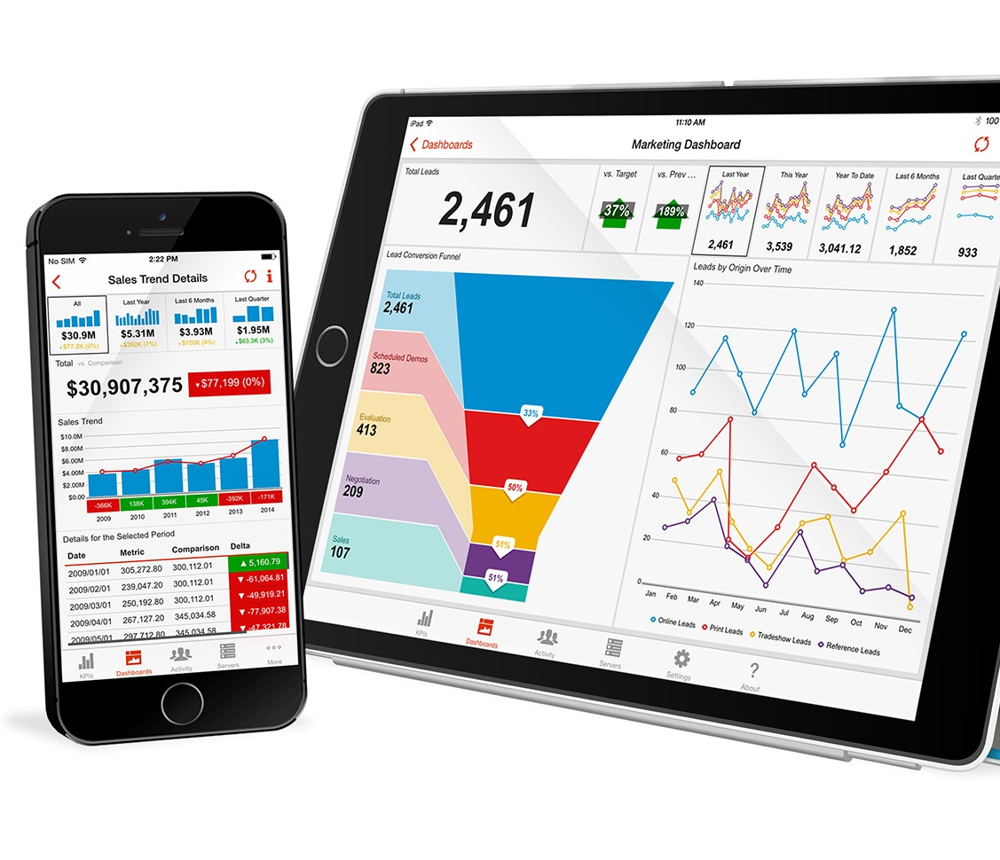 No SIM 2:22 PM
Sales Trend Details
All Last Year Last 6 Months Last Quarter
$30.9M $5.31M $3.93M $1.95M
▾$77.2K (0%) ▾$392K (7%) ▾$150K (4%) ▴$63.3K (3%)
Total vs. Comparison
$30,907,375 ▾$77,199 (0%)
Sales Trend
$10.0M
$8.00M
$6.00M
$4.00M
$2.00M
$0.00
-366K 138K 394K 45K -392K -171K
2009 2010 2011 2012 2013 2014
Details for the Selected Period
Date Metric Comparison Delta
2009/01/01 305,272.80 300,112.01 ▲ 5,160.79
2009/02/01 239,047.20 300,112.01 ▼ -61,064.81
2009/03/01 250,192.80 300,112.01 ▼ -49,919.21
2009/04/01 267,127.20 345,034.58 ▼ -77,907.38
2009/05/01 297,712.80 345,034.58 ▼ -47,321.78
KPIs Dashboards Activity Servers More
iPad 11:10 AM 100
Dashboards Marketing Dashboard
Total Leads
2,461
vs. Target vs. Prev ...
37% 189%
Last Year This Year Year To Date Last 6 Months Last Quarte
2,461 3,539 3,041.12 1,852 933
Lead Conversion Funnel
Total Leads
2,461
Scheduled Demos
823
Evaluation
413
Negotiation
209
Sales
107
33%
50%
51%
51%
Leads by Origin Over Time
140
120
100
80
60
40
20
0
Jan Feb Mar Apr May Jun Jul Aug Sep Oct Nov Dec
Online Leads Print Leads Tradeshow Leads Reference Leads
KPIs Dashboards Activity Servers Settings ? About